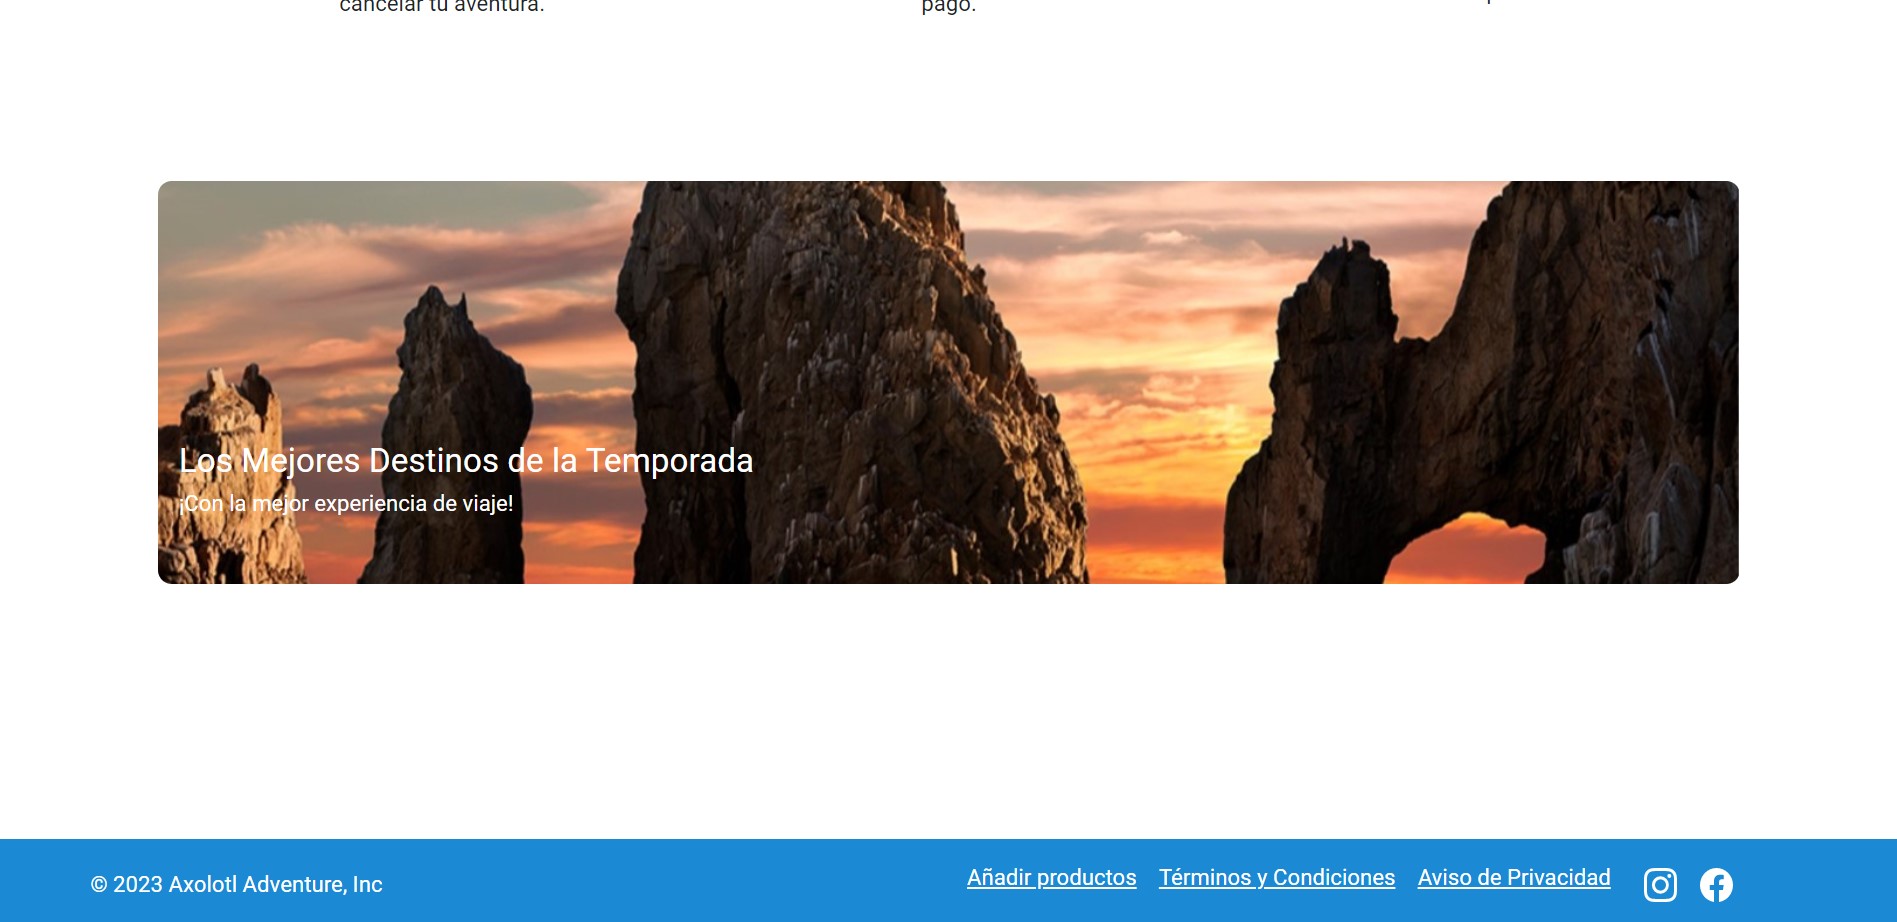 cancelar tu aventura.
pago.
Los Mejores Destinos de la Temporada
¡Con la mejor experiencia de viaje!
© 2023 Axolotl Adventure, Inc
Añadir productos
Términos y Condiciones
Aviso de Privacidad